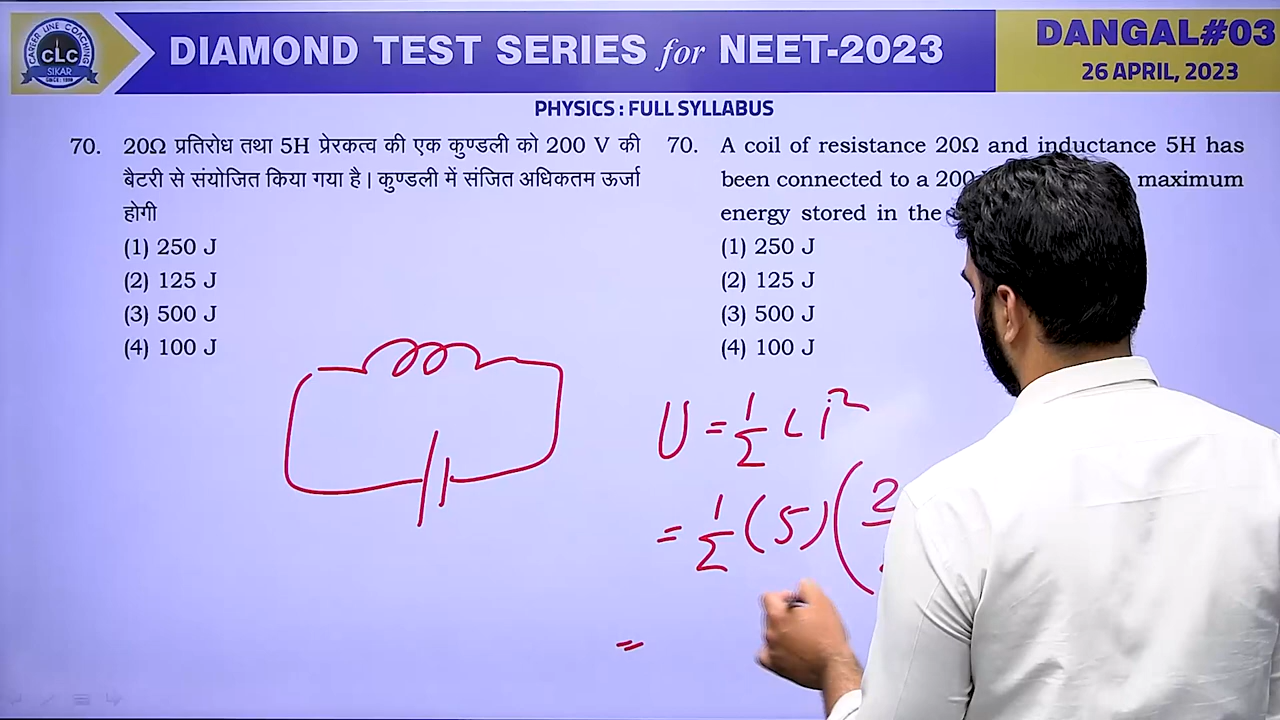 CAREER LINE COACHING
CLC
SIKAR
SINCE: 1996
DIAMOND TEST SERIES for NEET-2023
DANGAL#03
26 APRIL, 2023
PHYSICS : FULL SYLLABUS
70. 20Ω प्रतिरोध तथा 5H प्रेरकत्व की एक कुण्डली को 200 V की
बैटरी से संयोजित किया गया है। कुण्डली में संजित अधिकतम ऊर्जा
होगी
(1) 250 J
(2) 125 J
(3) 500 J
(4) 100 J
70. A coil of resistance 20Ω and inductance 5H has
been connected to a 200 maximum
energy stored in the
(1) 250 J
(2) 125 J
(3) 500 J
(4) 100 J
U = 1/2 L i²
= 1/2 (5) (2
=